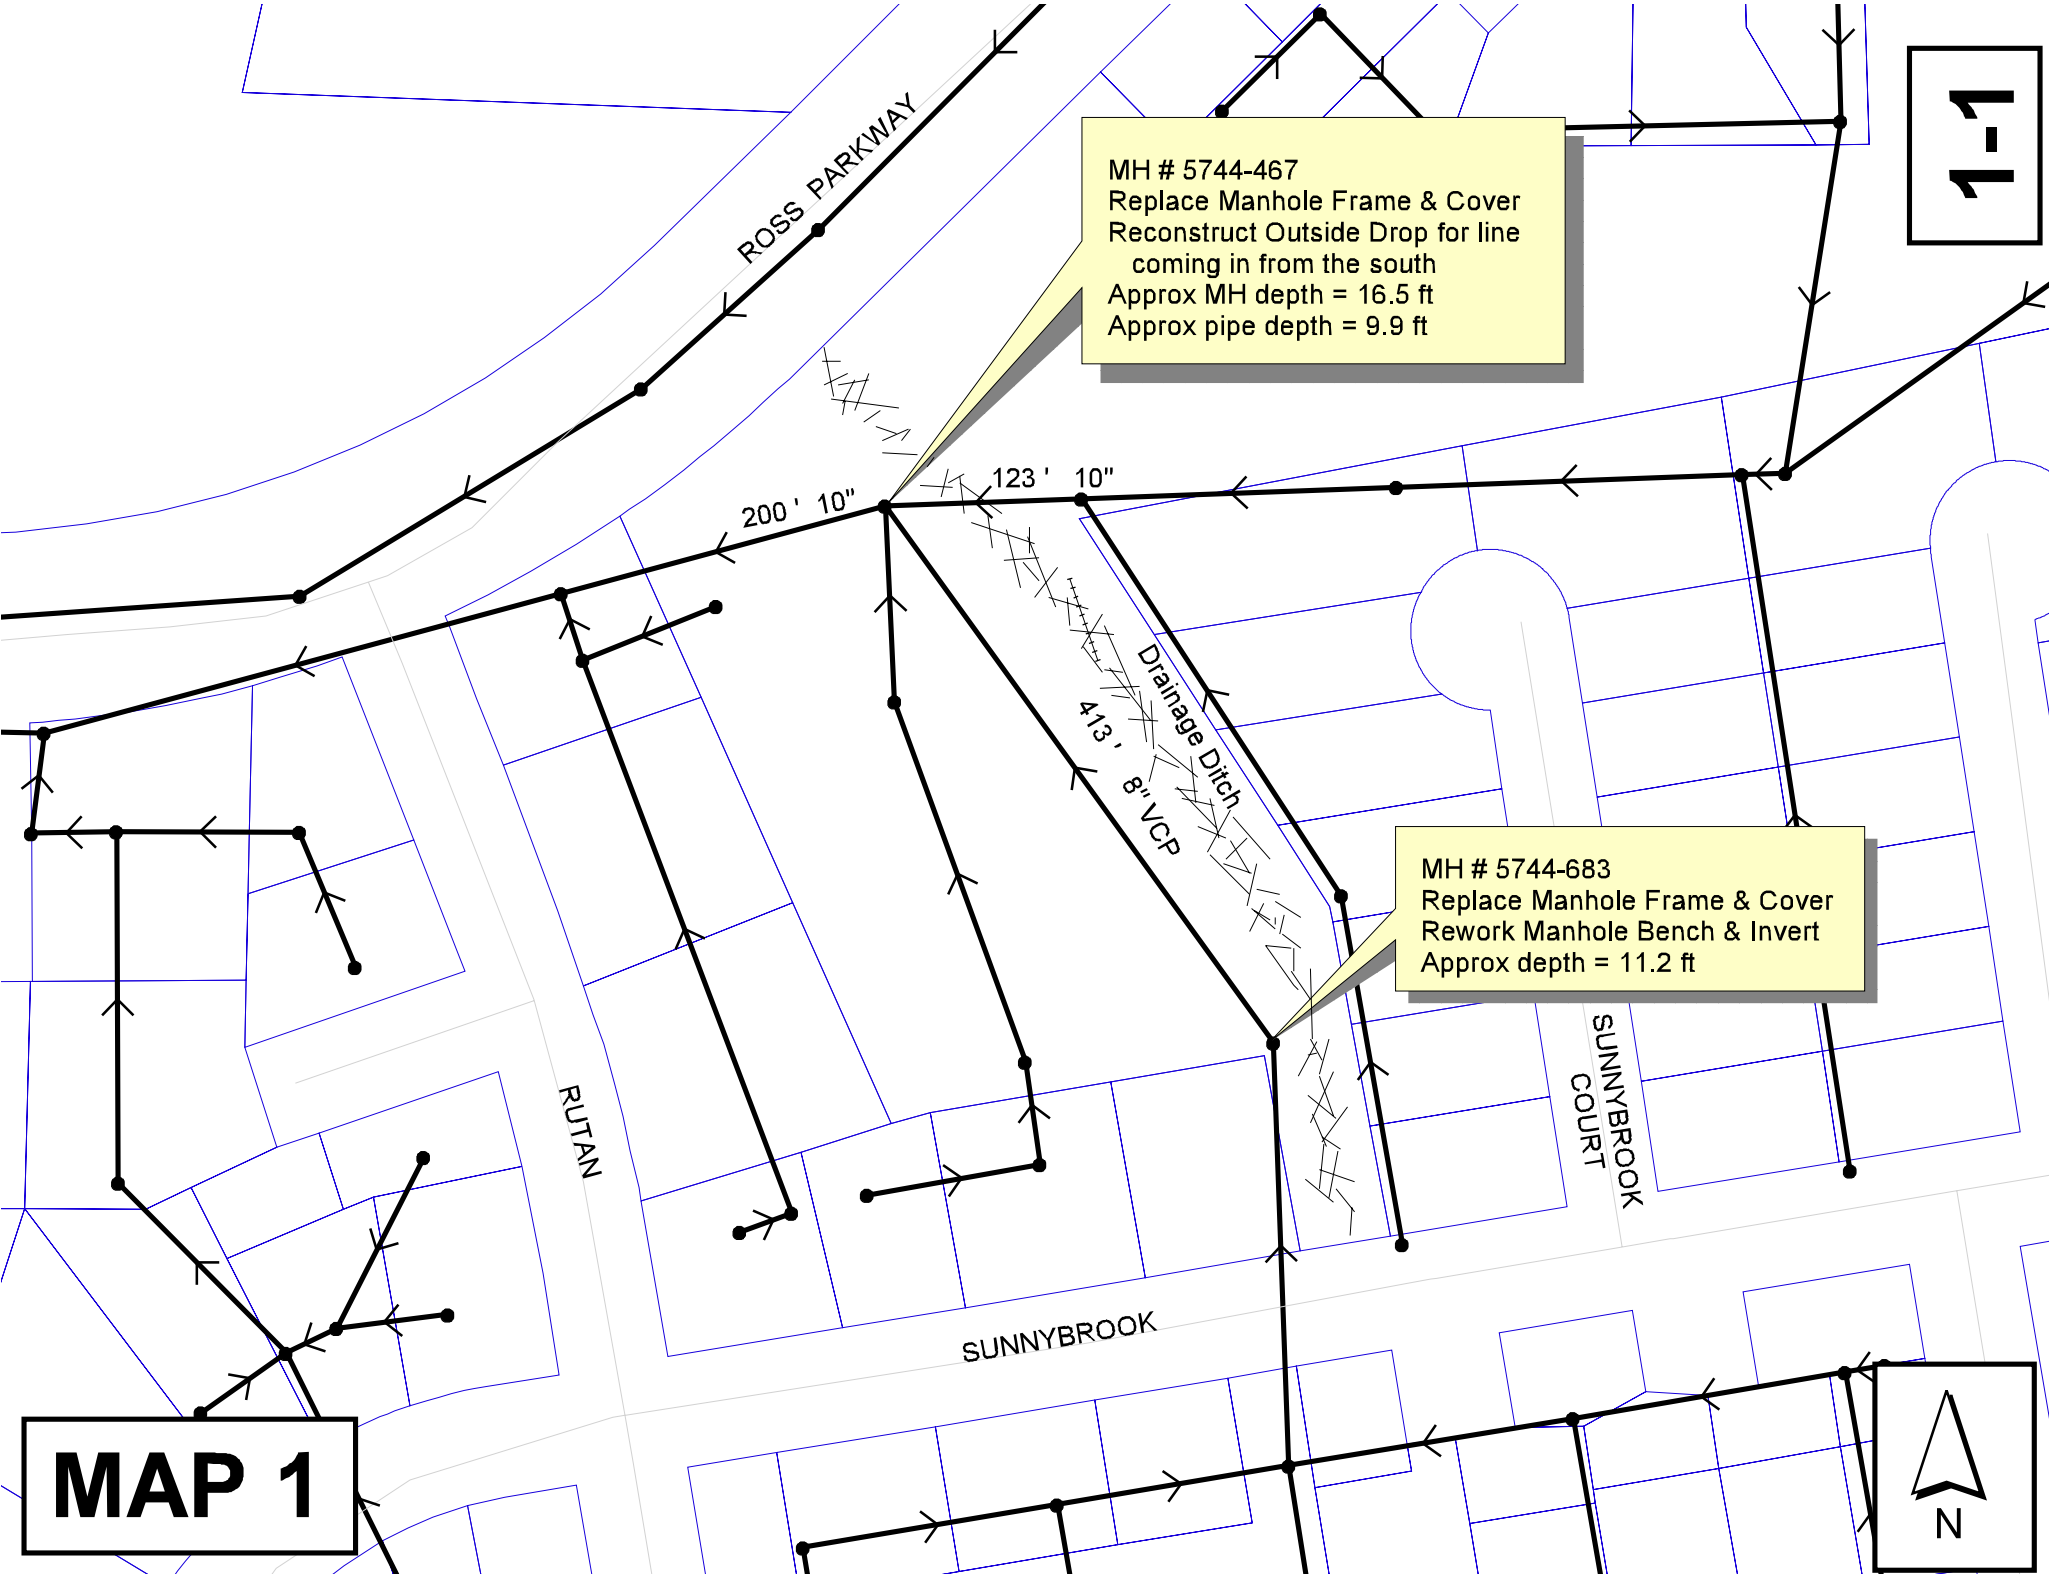 ROSS PARKWAY
1-1
MH # 5744-467
Replace Manhole Frame & Cover
Reconstruct Outside Drop for line
coming in from the south
Approx MH depth = 16.5 ft
Approx pipe depth = 9.9 ft
123 ' 10"
200 ' 10"
Drainage Ditch
413 ' 8" VCP
MH # 5744-683
Replace Manhole Frame & Cover
Rework Manhole Bench & Invert
Approx depth = 11.2 ft
SUNNYBROOK
COURT
RUTAN
SUNNYBROOK
MAP 1
N